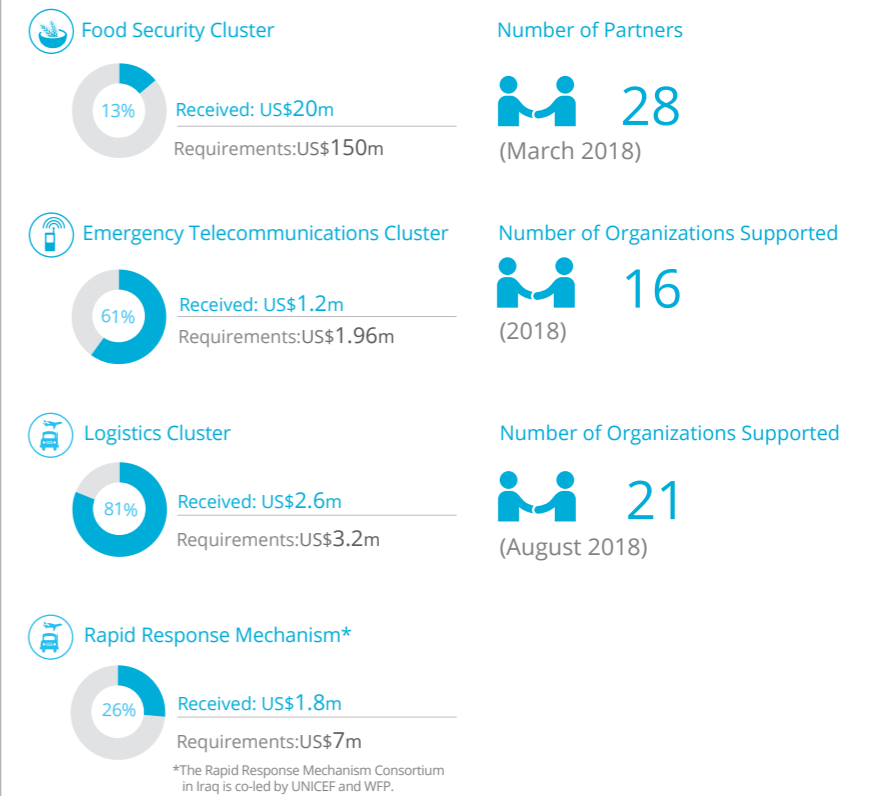 Food Security Cluster
Number of Partners
13%
Received: US$20m
Requirements:US$150m
28
(March 2018)
Emergency Telecommunications Cluster
Number of Organizations Supported
61%
Received: US$1.2m
Requirements:US$1.96m
16
(2018)
Logistics Cluster
Number of Organizations Supported
81%
Received: US$2.6m
Requirements:US$3.2m
21
(August 2018)
Rapid Response Mechanism*
26%
Received: US$1.8m
Requirements:US$7m
*The Rapid Response Mechanism Consortium
in Iraq is co-led by UNICEF and WFP.